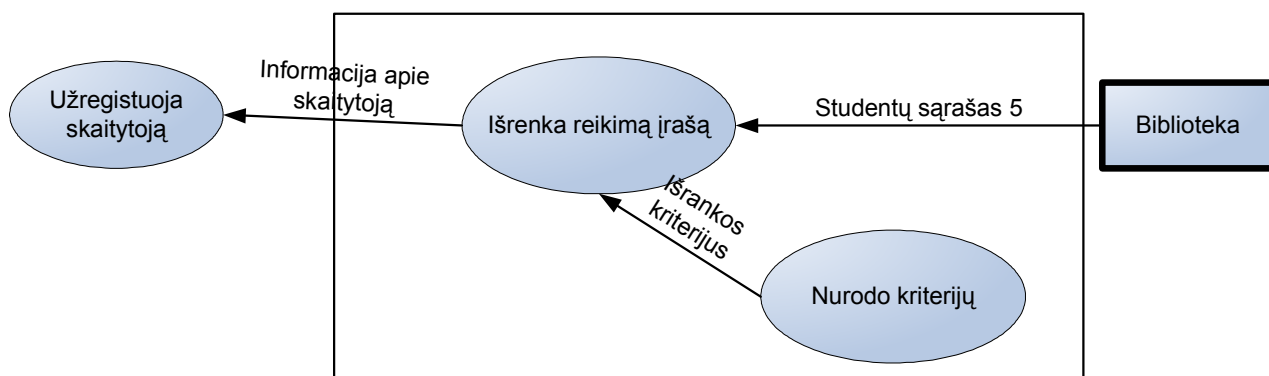 Informacija apie
skaitytoją
Užregistuoja
skaitytoją
Išrenka reikimą įrašą
Studentų sąrašas 5
Biblioteka
Išrankos
kriterijus
Nurodo kriterijų